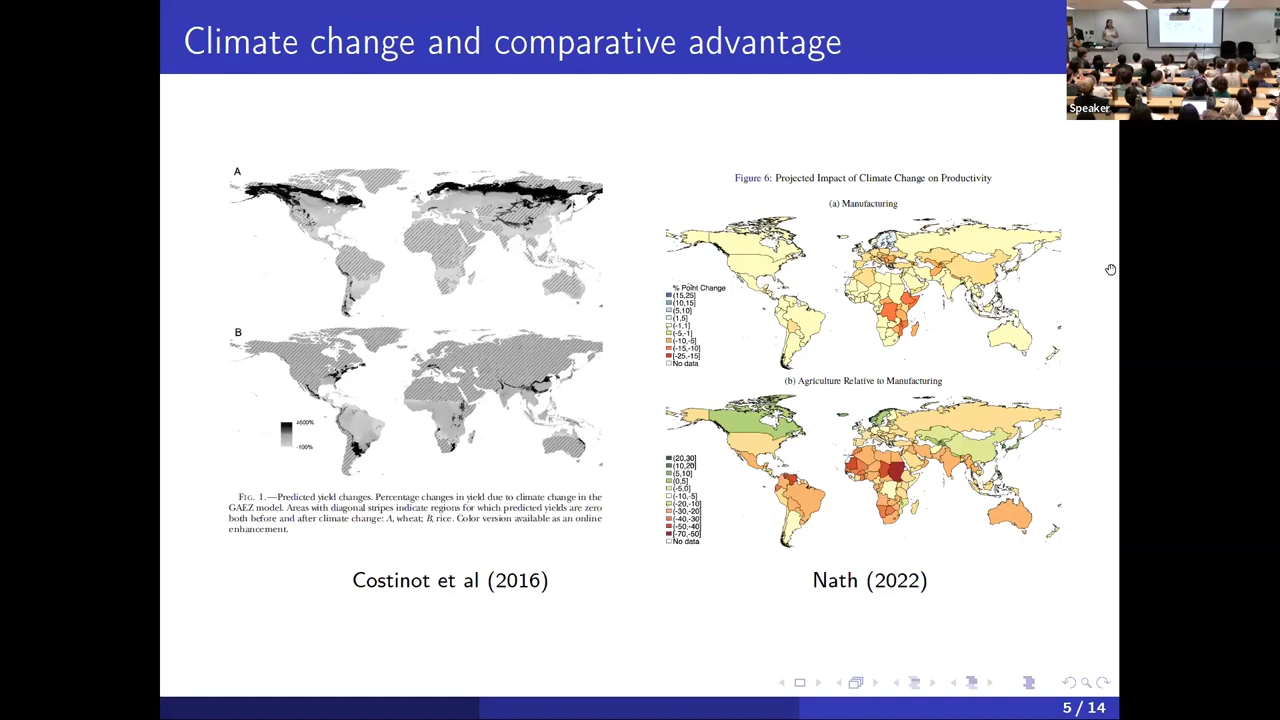 Climate change and comparative advantage
Speaker
A
B
≥500%
-100%
FIG. 1.—Predicted yield changes. Percentage changes in yield due to climate change in the
GAEZ model. Areas with diagonal stripes indicate regions for which predicted yields are zero
both before and after climate change: A, wheat; B, rice. Color version available as an online
enhancement.
Costinot et al (2016)
Figure 6: Projected Impact of Climate Change on Productivity
(a) Manufacturing
% Point Change
(15,25]
(10,15]
(5,10]
(1,5]
(-1,1]
(-5,-1]
(-10,-5]
(-15,-10]
[-25,-15]
No data
(b) Agriculture Relative to Manufacturing
(20,30]
(10,20]
(5,10]
(0,5]
(-5,0]
(-10,-5]
(-20,-10]
(-30,-20]
(-40,-30]
(-50,-40]
[-70,-50]
No data
Nath (2022)
5 / 14